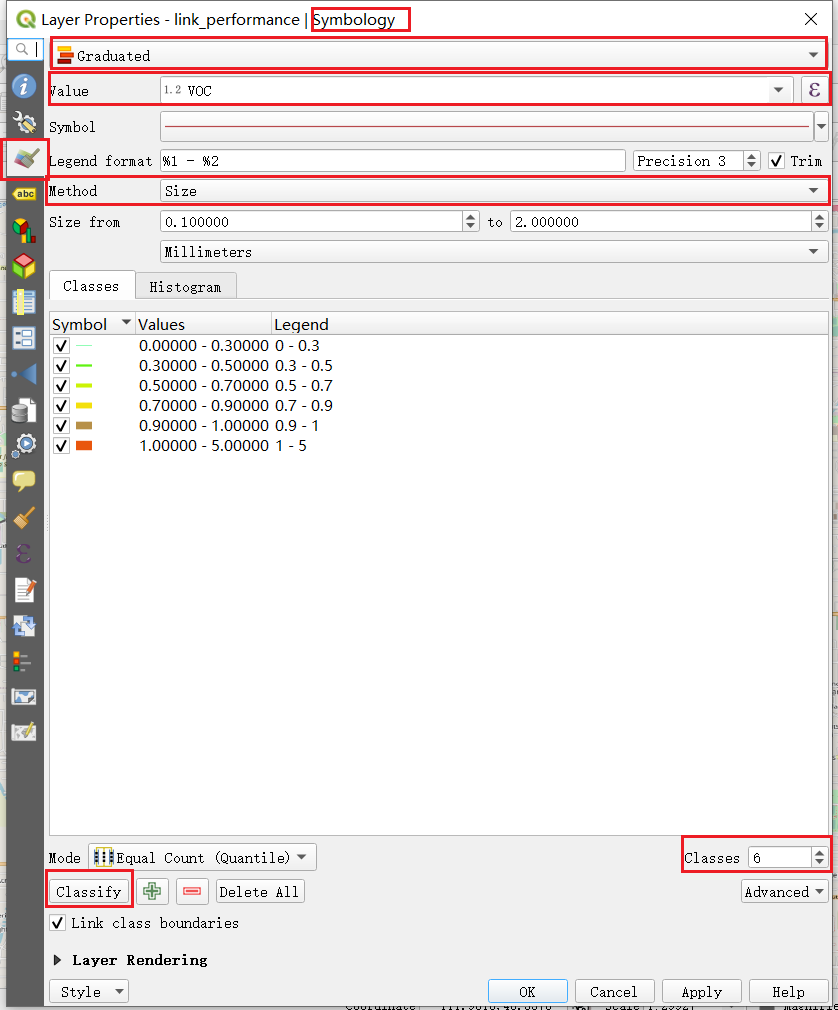 Layer Properties - link_performance | Symbology
Graduated
Value 1.2 VOC ε
Symbol
Legend format %1 - %2 Precision 3 Trim
Method Size
Size from 0.100000 to 2.000000
Millimeters
Classes Histogram
Symbol Values Legend
0.00000 - 0.30000 0 - 0.3
0.30000 - 0.50000 0.3 - 0.5
0.50000 - 0.70000 0.5 - 0.7
0.70000 - 0.90000 0.7 - 0.9
0.90000 - 1.00000 0.9 - 1
1.00000 - 5.00000 1 - 5
abc
Mode Equal Count (Quantile) Classes 6
Classify Delete All Advanced
Link class boundaries
Layer Rendering
Style OK Cancel Apply Help
Coordinate